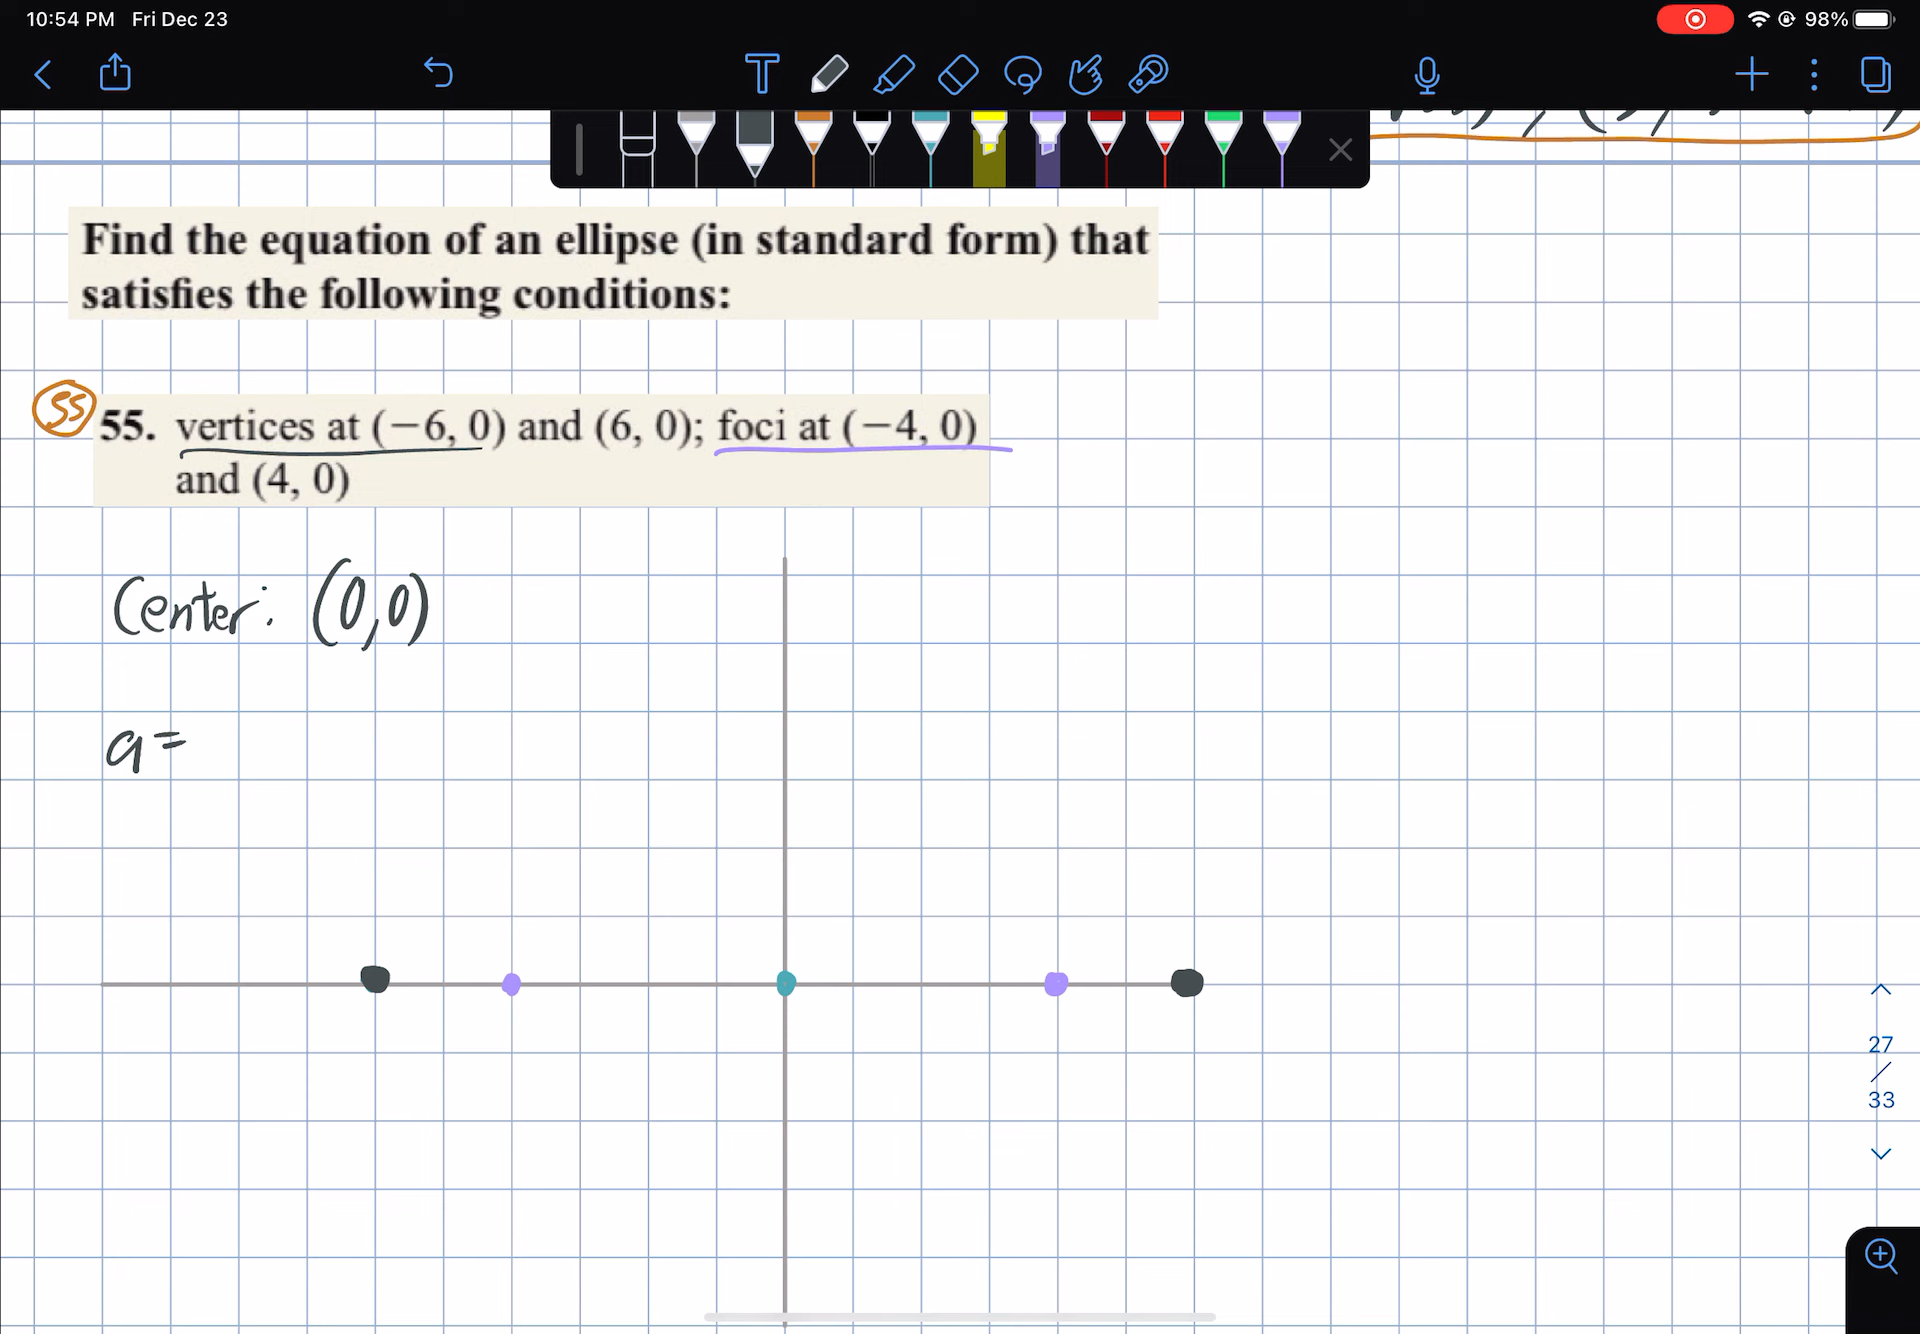 10:54 PM Fri Dec 23
98%
Find the equation of an ellipse (in standard form) that
satisfies the following conditions:
55
55. vertices at (−6, 0) and (6, 0); foci at (−4, 0)
and (4, 0)
Center: (0,0)
a=
27
/
33